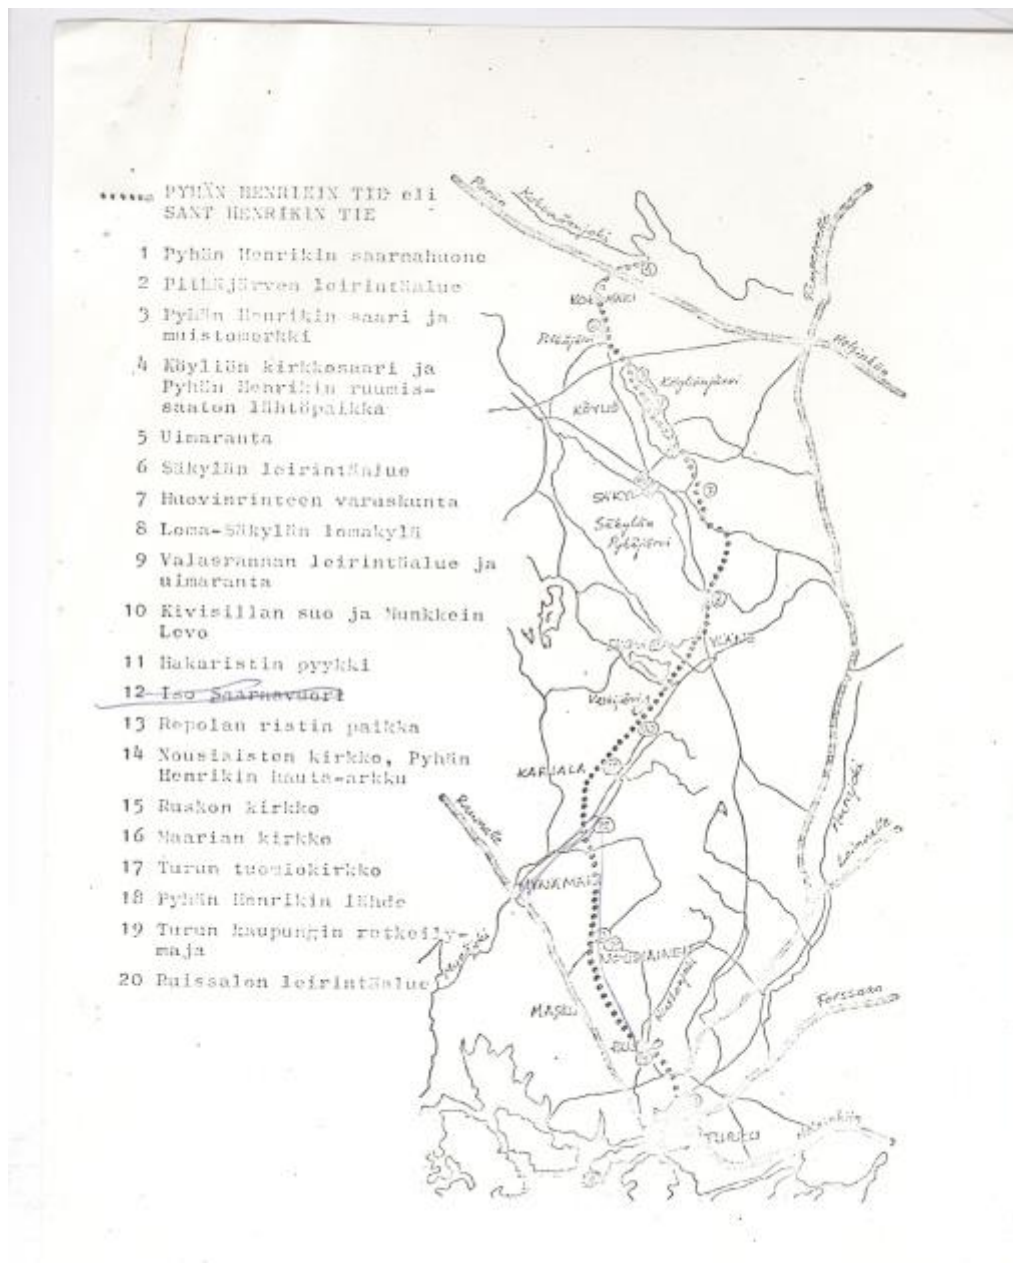 PYHÄN HENRIKIN TIE eli
SANT HENRIKIN TIE
1 Pyhän Henrikin saarnahuone
2 Pitkäjärven leirintäalue
3 Pyhän Henrikin saari ja
muistomerkki
4 Köyliön kirkkosaari ja
Pyhän Henrikin ruumis-
saaton lähtöpaikka
5 Uimaranta
6 Säkylän leirintäalue
7 Huovinrinteen varuskunta
8 Loma-Säkylän lomakylä
9 Valasrannan leirintäalue ja
uimaranta
10 Kivisillan suo ja Munkkein
Levo
11 Hakaristin pyykki
12 Iso Saarnavuori
13 Repolan ristin paikka
14 Nousiaisten kirkko, Pyhän
Henrikin hauta-arkku
15 Ruskon kirkko
16 Maarian kirkko
17 Turun tuomiokirkko
18 Pyhän Henrikin lähde
19 Turun kaupungin retkeily-
maja
20 Ruissalon leirintäalue
Poriin
Kokemäenjoki
Tampereelle
KOKEMÄKI
Helsinkiin
Pitkäjärvi
Köyliönjärvi
KÖYLIÖ
SÄKYLÄ
Säkylän
Pyhäjärvi
YLÄNE
KARJALA
Raumalle
Aurajoki
Loimaalle
MYNÄMÄKI
NOUSIAINEN
MASKU
Forssaan
TURKU
Helsinkiin